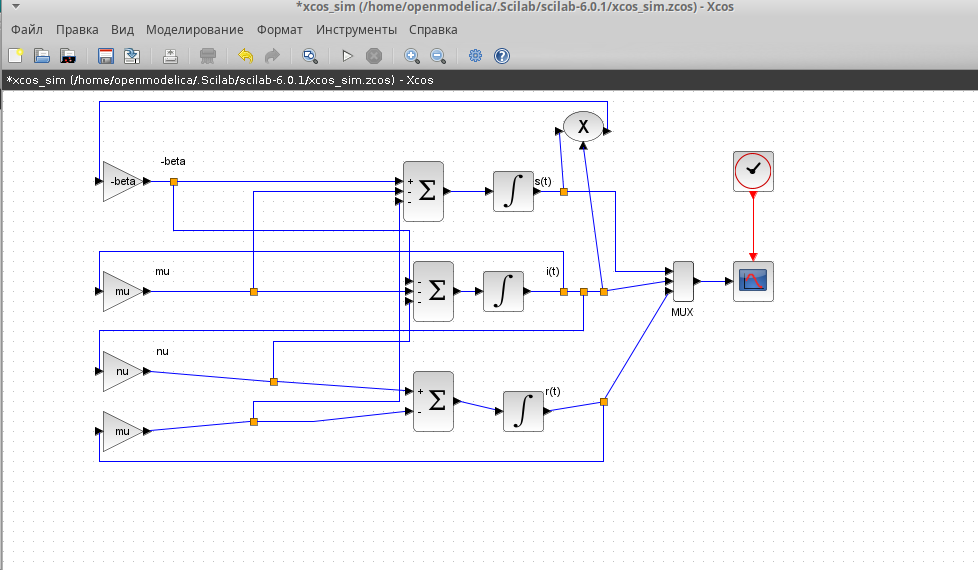 *xcos_sim (/home/openmodelica/.Scilab/scilab-6.0.1/xcos_sim.zcos) - Xcos
Файл Правка Вид Моделирование Формат Инструменты Справка
*xcos_sim (/home/openmodelica/.Scilab/scilab-6.0.1/xcos_sim.zcos) - Xcos
X
-beta
-beta
+
-
-
Σ
∫
s(t)
mu
mu
-
-
-
Σ
∫
i(t)
MUX
nu
nu
+
-
Σ
∫
r(t)
mu